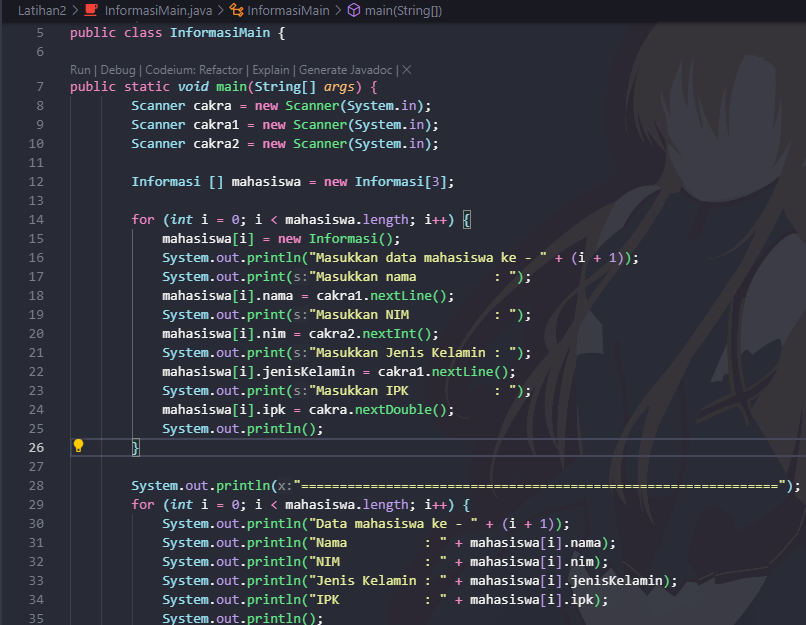 Latihan2 > InformasiMain.java > InformasiMain > main(String[])
5 public class InformasiMain {
6
Run | Debug | Codeium: Refactor | Explain | Generate Javadoc | ×
7 public static void main(String[] args) {
8 Scanner cakra = new Scanner(System.in);
9 Scanner cakra1 = new Scanner(System.in);
10 Scanner cakra2 = new Scanner(System.in);
11
12 Informasi [] mahasiswa = new Informasi[3];
13
14 for (int i = 0; i < mahasiswa.length; i++) {
15 mahasiswa[i] = new Informasi();
16 System.out.println("Masukkan data mahasiswa ke - " + (i + 1));
17 System.out.print(s:"Masukkan nama          : ");
18 mahasiswa[i].nama = cakra1.nextLine();
19 System.out.print(s:"Masukkan NIM           : ");
20 mahasiswa[i].nim = cakra2.nextInt();
21 System.out.print(s:"Masukkan Jenis Kelamin : ");
22 mahasiswa[i].jenisKelamin = cakra1.nextLine();
23 System.out.print(s:"Masukkan IPK           : ");
24 mahasiswa[i].ipk = cakra.nextDouble();
25 System.out.println();
26 }
27
28 System.out.println(x:"==============================================================");
29 for (int i = 0; i < mahasiswa.length; i++) {
30 System.out.println("Data mahasiswa ke - " + (i + 1));
31 System.out.println("Nama          : " + mahasiswa[i].nama);
32 System.out.println("NIM           : " + mahasiswa[i].nim);
33 System.out.println("Jenis Kelamin : " + mahasiswa[i].jenisKelamin);
34 System.out.println("IPK           : " + mahasiswa[i].ipk);
35 System.out.println();